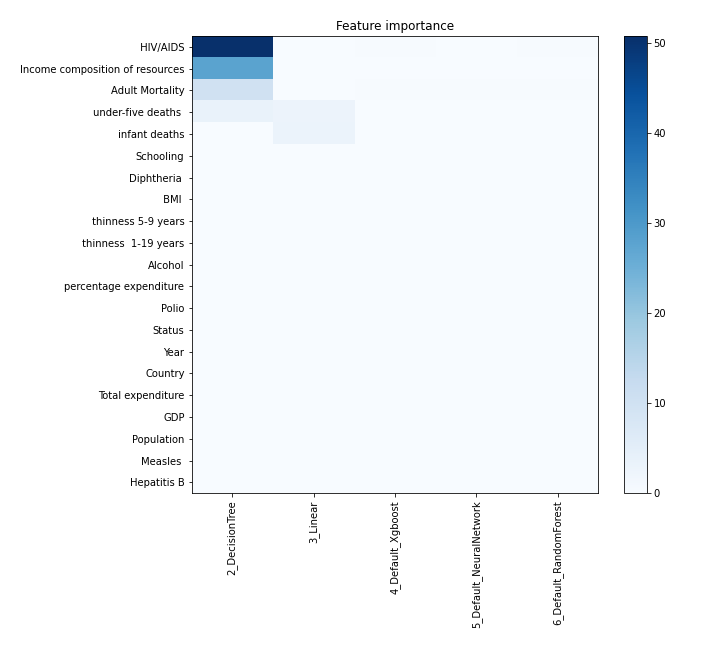 Feature importance
HIV/AIDS
Income composition of resources
Adult Mortality
under-five deaths
infant deaths
Schooling
Diphtheria
BMI
thinness 5-9 years
thinness  1-19 years
Alcohol
percentage expenditure
Polio
Status
Year
Country
Total expenditure
GDP
Population
Measles
Hepatitis B
2_DecisionTree
3_Linear
4_Default_Xgboost
5_Default_NeuralNetwork
6_Default_RandomForest
50
40
30
20
10
0